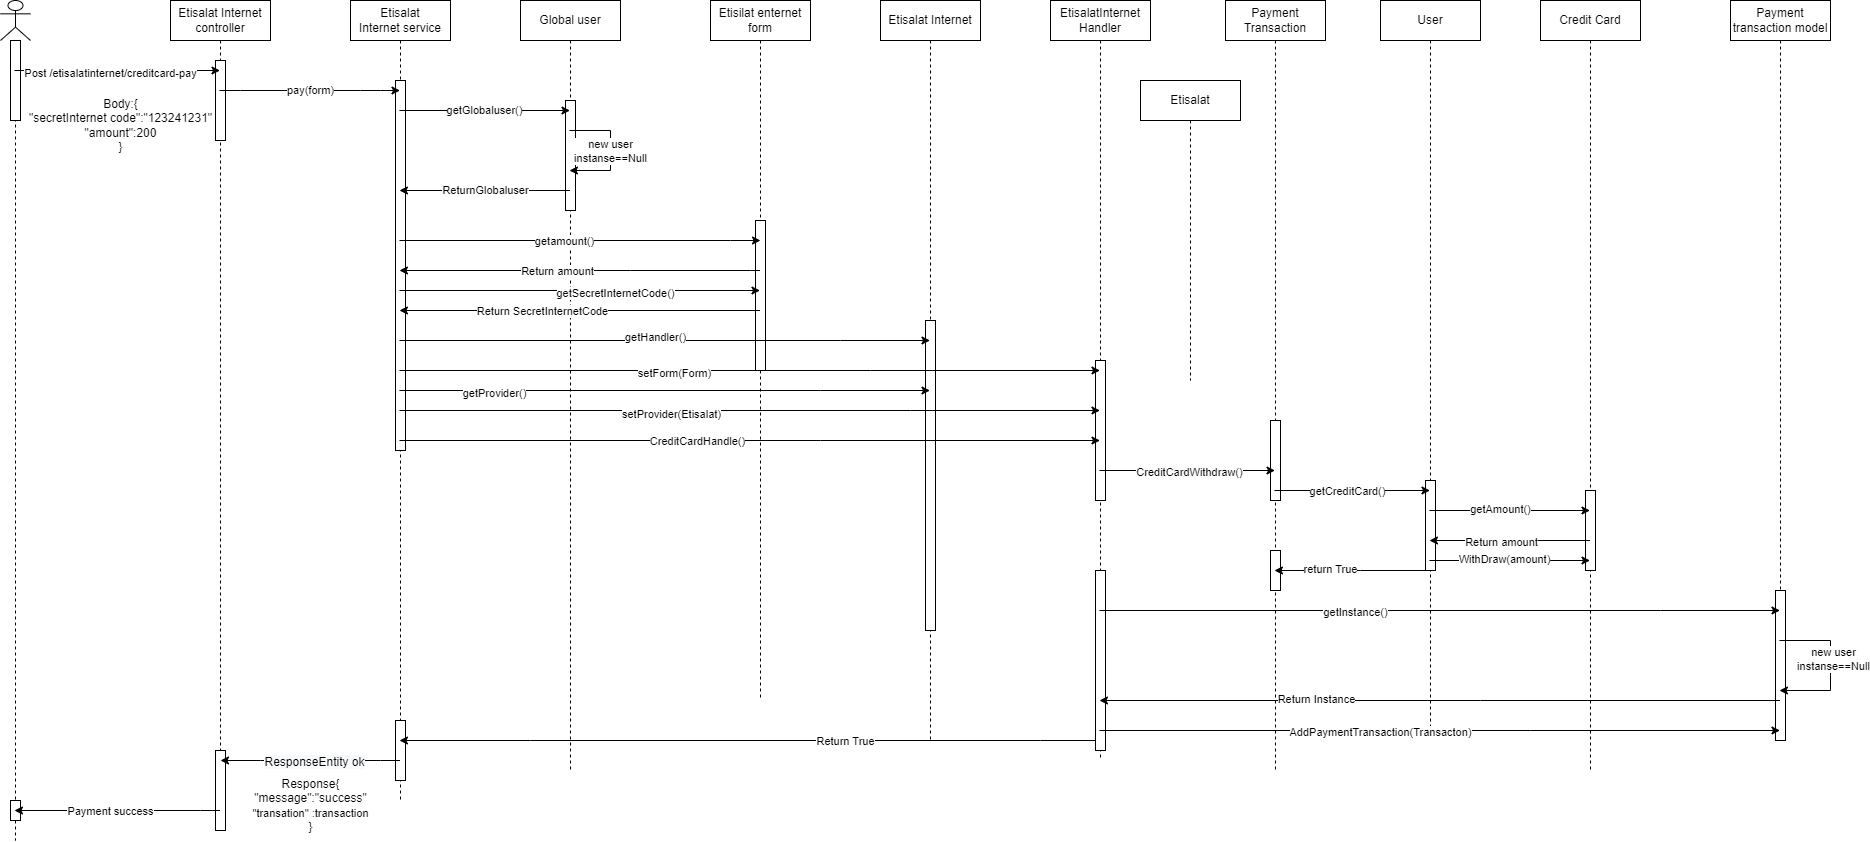 Etisalat Internet
controller
Etisalat
Internet service
Global user
Etisilat enternet
form
Etisalat Internet
EtisalatInternet
Handler
Payment
Transaction
User
Credit Card
Payment
transaction model
Post /etisalatinternet/creditcard-pay
Body:{
"secretInternet code":"123241231"
"amount":200
}
pay(form)
getGlobaluser()
Etisalat
new user
instanse==Null
ReturnGlobaluser
getamount()
Return amount
getSecretInternetCode()
Return SecretInternetCode
getHandler()
setForm(Form)
getProvider()
setProvider(Etisalat)
CreditCardHandle()
CreditCardWithdraw()
getCreditCard()
getAmount()
Return amount
WithDraw(amount)
return True
getInstance()
new user
instanse==Null
Return Instance
AddPaymentTransaction(Transacton)
Return True
ResponseEntity ok
Response{
"message":"success"
"transation" :transaction
}
Payment success